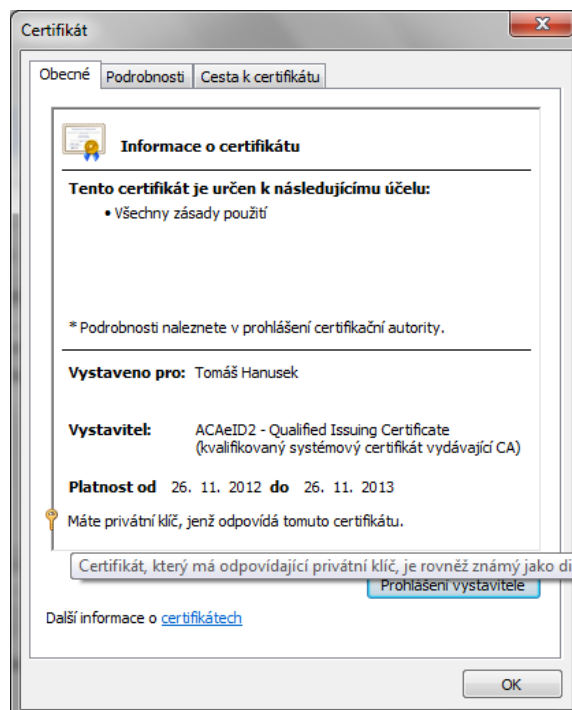 Certifikát
Obecné Podrobnosti Cesta k certifikátu
Informace o certifikátu
Tento certifikát je určen k následujícímu účelu:
• Všechny zásady použití
* Podrobnosti naleznete v prohlášení certifikační autority.
Vystaveno pro: Tomáš Hanusek
Vystavitel: ACAeID2 - Qualified Issuing Certificate
(kvalifikovaný systémový certifikát vydávající CA)
Platnost od 26. 11. 2012 do 26. 11. 2013
Máte privátní klíč, jenž odpovídá tomuto certifikátu.
Certifikát, který má odpovídající privátní klíč, je rovněž známý jako di
Prohlášení vystavitele
Další informace o certifikátech
OK